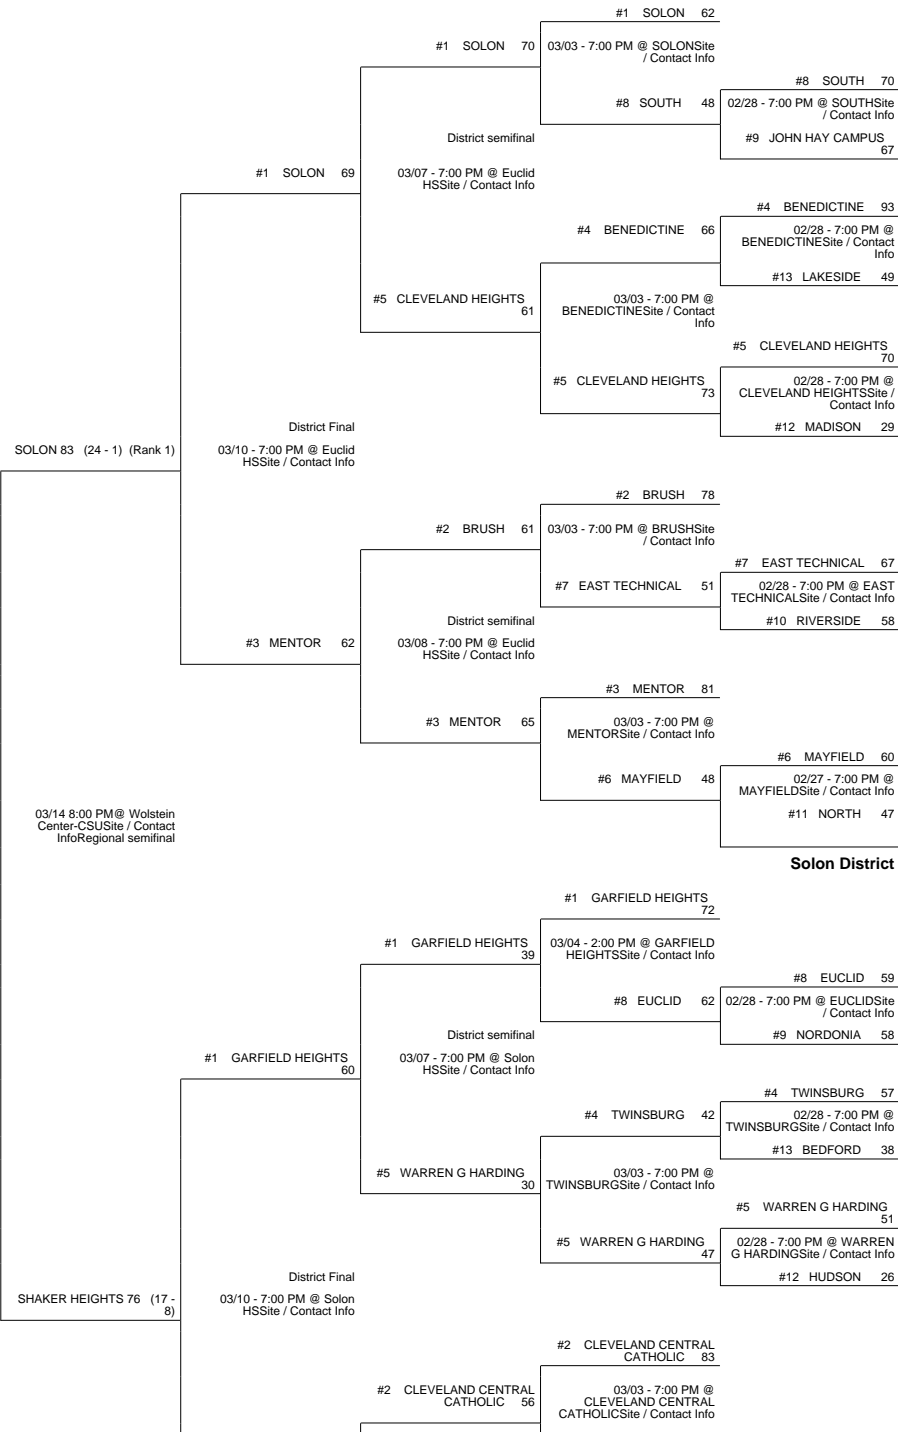 #1 SOLON 62
#1 SOLON 70
03/03 - 7:00 PM @ SOLONSite
/ Contact Info
#8 SOUTH 70
#8 SOUTH 48
02/28 - 7:00 PM @ SOUTHSite
/ Contact Info
District semifinal
#9 JOHN HAY CAMPUS
67
#1 SOLON 69
03/07 - 7:00 PM @ Euclid
HSSite / Contact Info
#4 BENEDICTINE 93
#4 BENEDICTINE 66
02/28 - 7:00 PM @
BENEDICTINESite / Contact
Info
#13 LAKESIDE 49
#5 CLEVELAND HEIGHTS
61
03/03 - 7:00 PM @
BENEDICTINESite / Contact
Info
#5 CLEVELAND HEIGHTS
70
#5 CLEVELAND HEIGHTS
73
02/28 - 7:00 PM @
CLEVELAND HEIGHTSSite /
Contact Info
District Final
#12 MADISON 29
SOLON 83 (24 - 1) (Rank 1)
03/10 - 7:00 PM @ Euclid
HSSite / Contact Info
#2 BRUSH 78
#2 BRUSH 61
03/03 - 7:00 PM @ BRUSHSite
/ Contact Info
#7 EAST TECHNICAL 67
#7 EAST TECHNICAL 51
02/28 - 7:00 PM @ EAST
TECHNICALSite / Contact Info
District semifinal
#10 RIVERSIDE 58
#3 MENTOR 62
03/08 - 7:00 PM @ Euclid
HSSite / Contact Info
#3 MENTOR 81
#3 MENTOR 65
03/03 - 7:00 PM @
MENTORSite / Contact Info
#6 MAYFIELD 60
#6 MAYFIELD 48
02/27 - 7:00 PM @
MAYFIELDSite / Contact Info
03/14 8:00 PM@ Wolstein
Center-CSUSite / Contact
InfoRegional semifinal
#11 NORTH 47
Solon District
#1 GARFIELD HEIGHTS
72
#1 GARFIELD HEIGHTS
39
03/04 - 2:00 PM @ GARFIELD
HEIGHTSSite / Contact Info
#8 EUCLID 59
#8 EUCLID 62
02/28 - 7:00 PM @ EUCLIDSite
/ Contact Info
District semifinal
#9 NORDONIA 58
#1 GARFIELD HEIGHTS
60
03/07 - 7:00 PM @ Solon
HSSite / Contact Info
#4 TWINSBURG 57
#4 TWINSBURG 42
02/28 - 7:00 PM @
TWINSBURGSite / Contact Info
#13 BEDFORD 38
#5 WARREN G HARDING
30
03/03 - 7:00 PM @
TWINSBURGSite / Contact Info
#5 WARREN G HARDING
51
#5 WARREN G HARDING
47
02/28 - 7:00 PM @ WARREN
G HARDINGSite / Contact Info
District Final
#12 HUDSON 26
SHAKER HEIGHTS 76 (17 -
8)
03/10 - 7:00 PM @ Solon
HSSite / Contact Info
#2 CLEVELAND CENTRAL
CATHOLIC 83
#2 CLEVELAND CENTRAL
CATHOLIC 56
03/03 - 7:00 PM @
CLEVELAND CENTRAL
CATHOLICSite / Contact Info